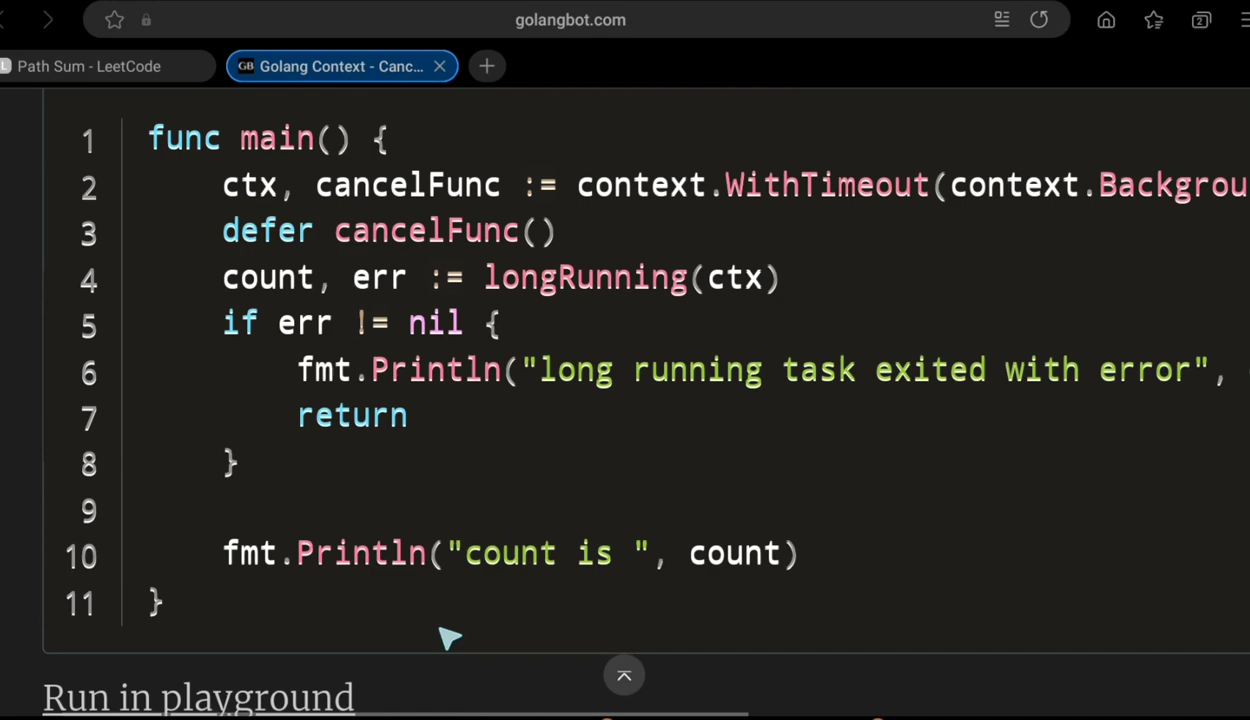 golangbot.com
2
Path Sum - LeetCode
GB Golang Context - Canc...
1 func main() {
2 ctx, cancelFunc := context.WithTimeout(context.Backgrou
3 defer cancelFunc()
4 count, err := longRunning(ctx)
5 if err != nil {
6 fmt.Println("long running task exited with error",
7 return
8 }
9
10 fmt.Println("count is ", count)
11 }
Run in playground